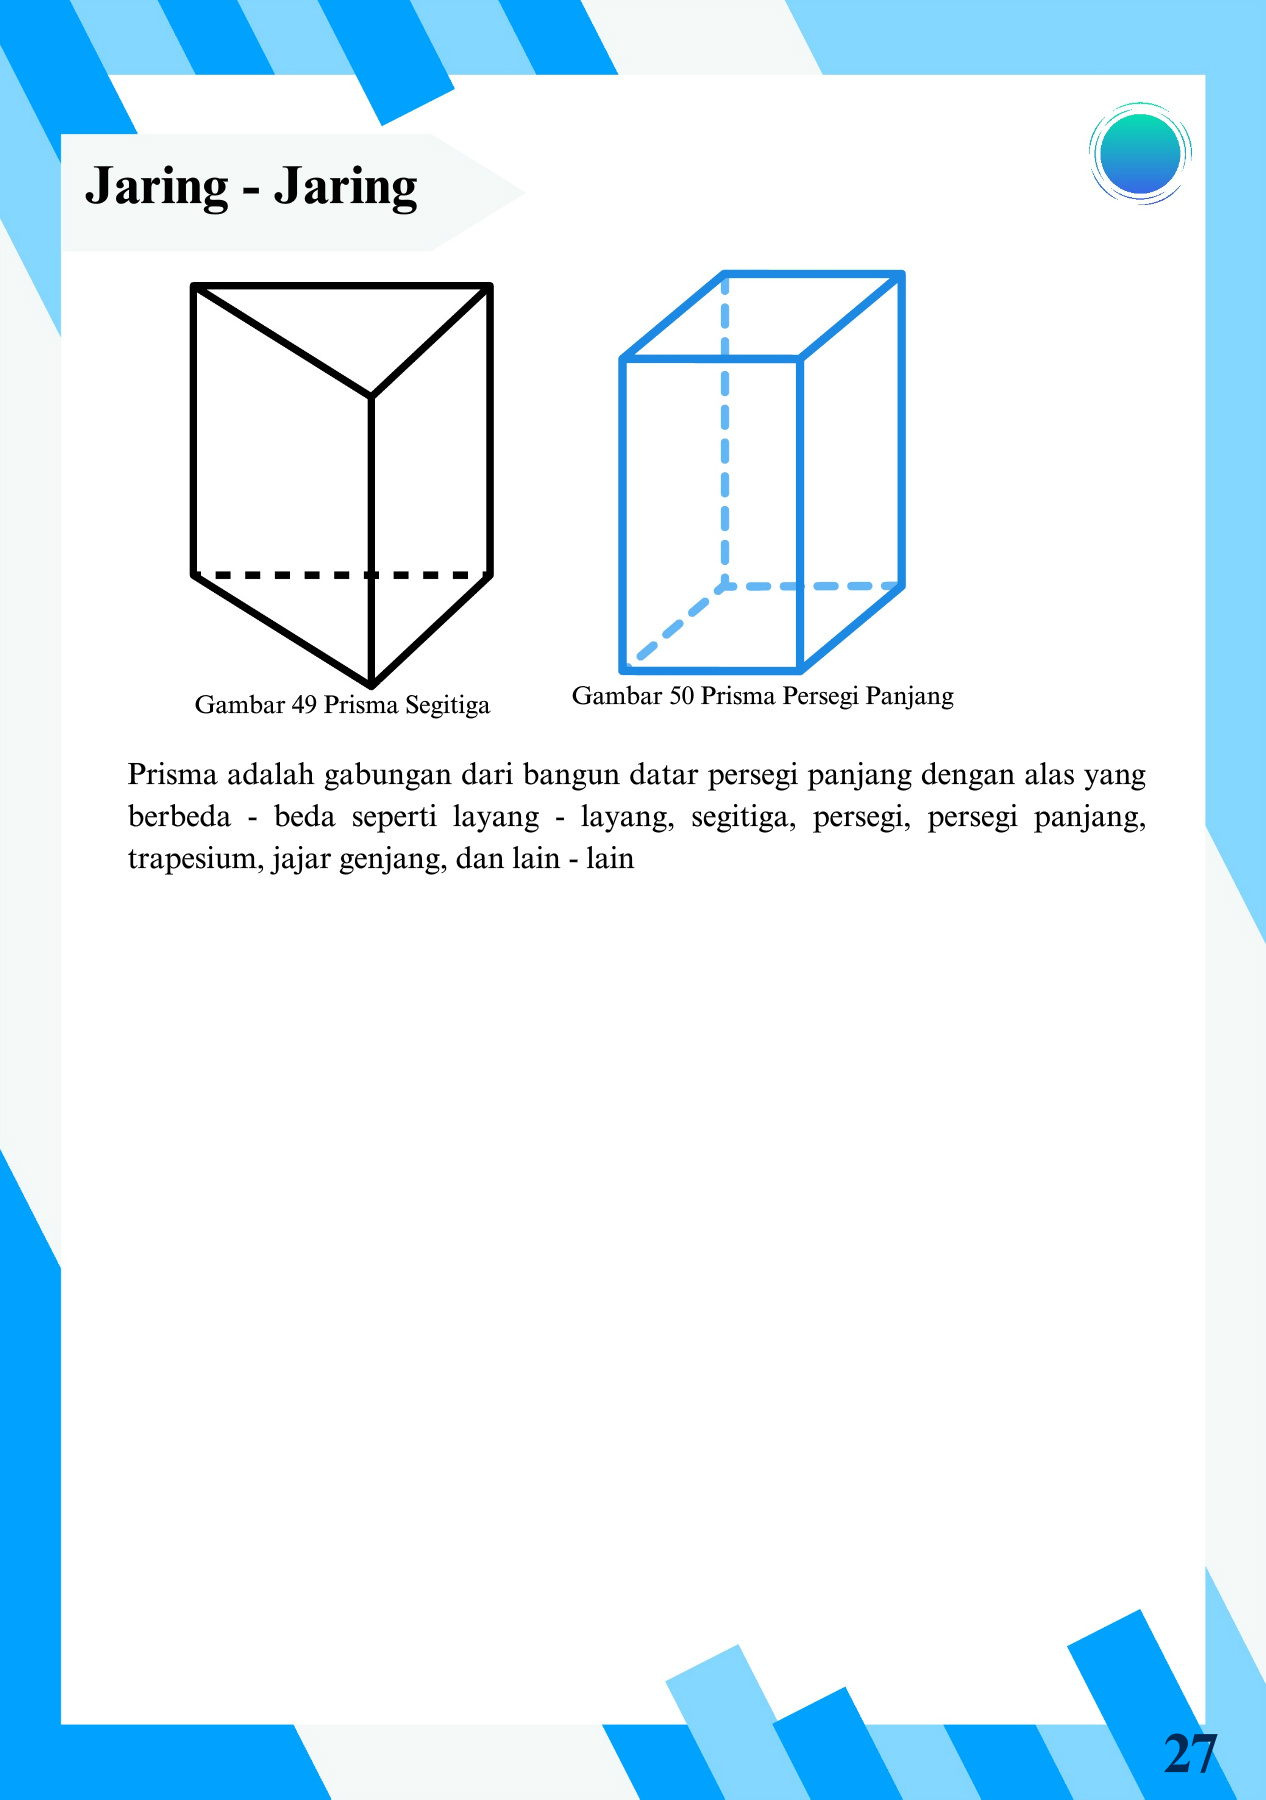 Jaring - Jaring
Gambar 49 Prisma Segitiga
Gambar 50 Prisma Persegi Panjang
Prisma adalah gabungan dari bangun datar persegi panjang dengan alas yang
berbeda - beda seperti layang - layang, segitiga, persegi, persegi panjang,
trapesium, jajar genjang, dan lain - lain
27